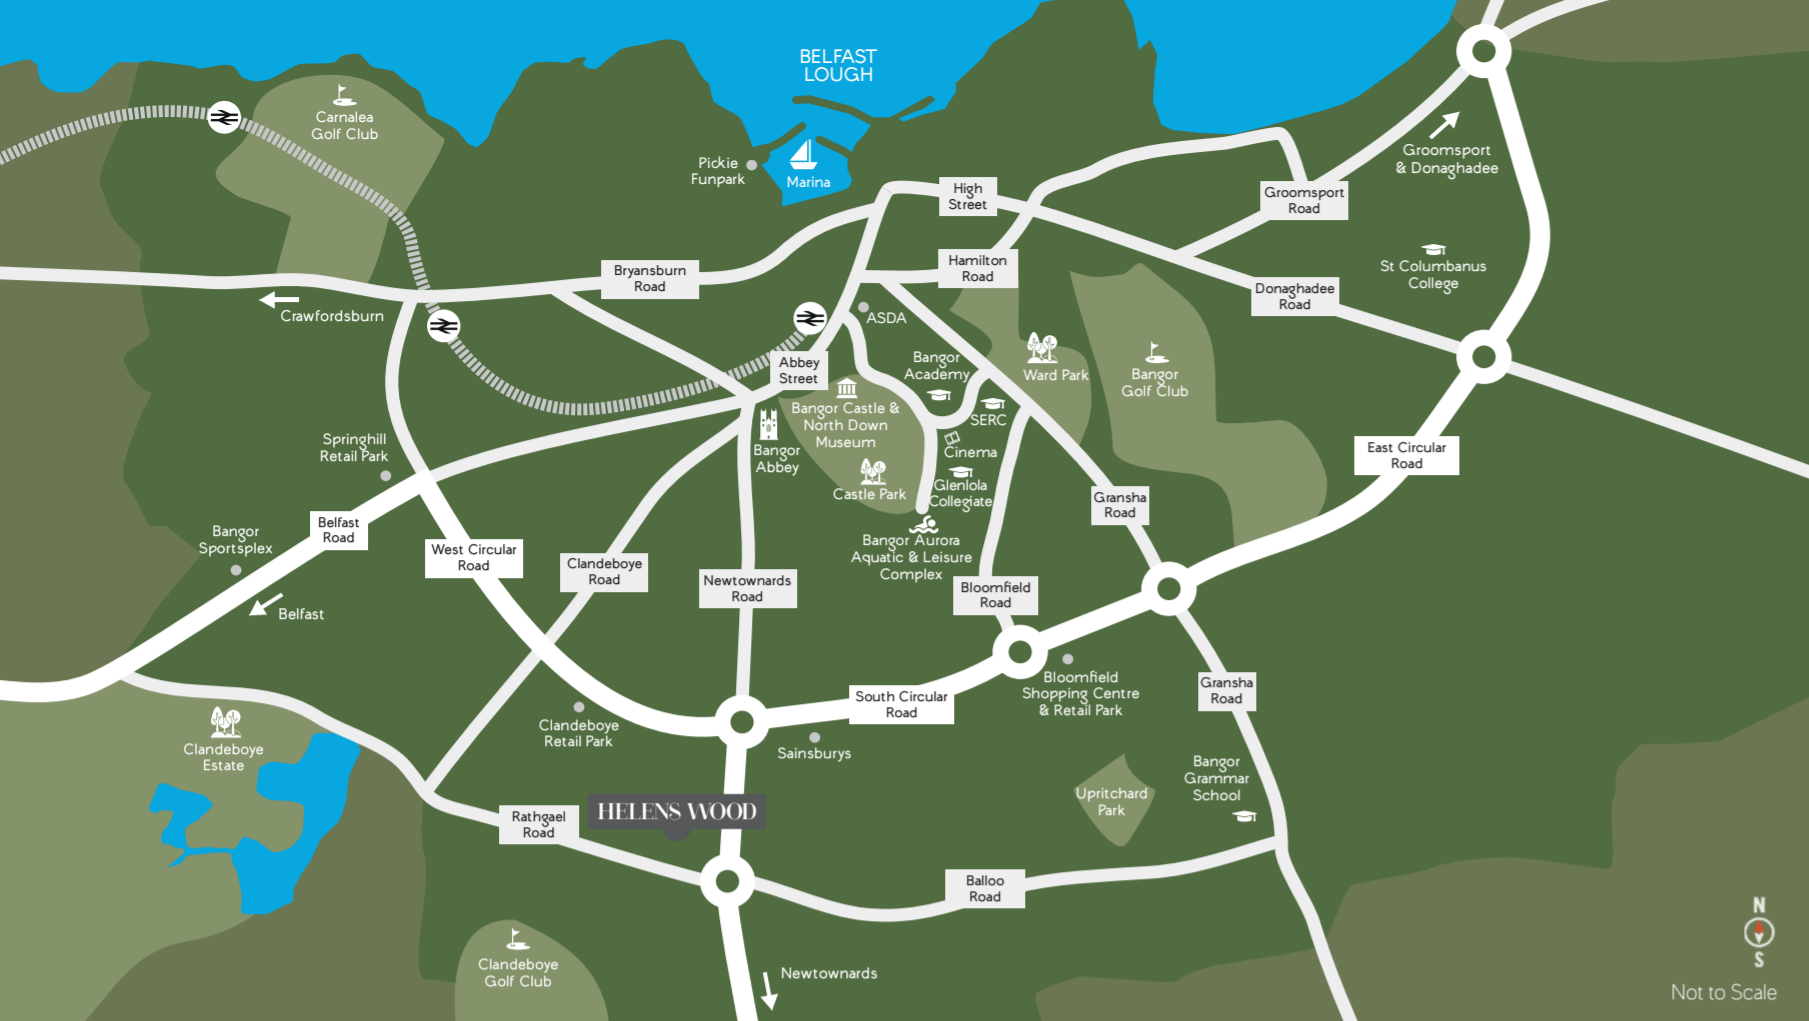 BELFAST
LOUGH
Carnalea
Golf Club
Pickie
Funpark
Marina
High
Street
Groomsport
& Donaghadee
Groomsport
Road
St Columbanus
College
Hamilton
Road
Bryansburn
Road
Donaghadee
Road
Crawfordsburn
ASDA
Abbey
Street
Bangor
Academy
Ward Park
Bangor
Golf Club
Bangor Castle &
North Down
Museum
SERC
Cinema
Springhill
Retail Park
Bangor
Abbey
Castle Park
Glenlola
Collegiate
East Circular
Road
Gransha
Road
Belfast
Road
Bangor
Sportsplex
West Circular
Road
Clandeboye
Road
Newtownards
Road
Bangor Aurora
Aquatic & Leisure
Complex
Bloomfield
Road
Belfast
Bloomfield
Shopping Centre
& Retail Park
Gransha
Road
South Circular
Road
Clandeboye
Retail Park
Sainsburys
Clandeboye
Estate
Bangor
Grammar
School
Upritchard
Park
HELENS WOOD
Rathgael
Road
Balloo
Road
Clandeboye
Golf Club
Newtownards
N
S
Not to Scale